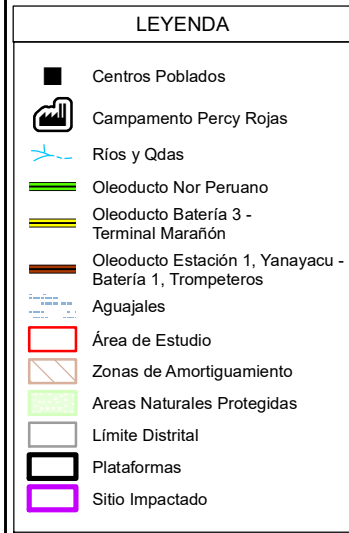 LEYENDA
Centros Poblados
Campamento Percy Rojas
Ríos y Qdas
Oleoducto Nor Peruano
Oleoducto Batería 3 -
Terminal Marañón
Oleoducto Estación 1, Yanayacu -
Batería 1, Trompeteros
Aguajales
Área de Estudio
Zonas de Amortiguamiento
Areas Naturales Protegidas
Límite Distrital
Plataformas
Sitio Impactado